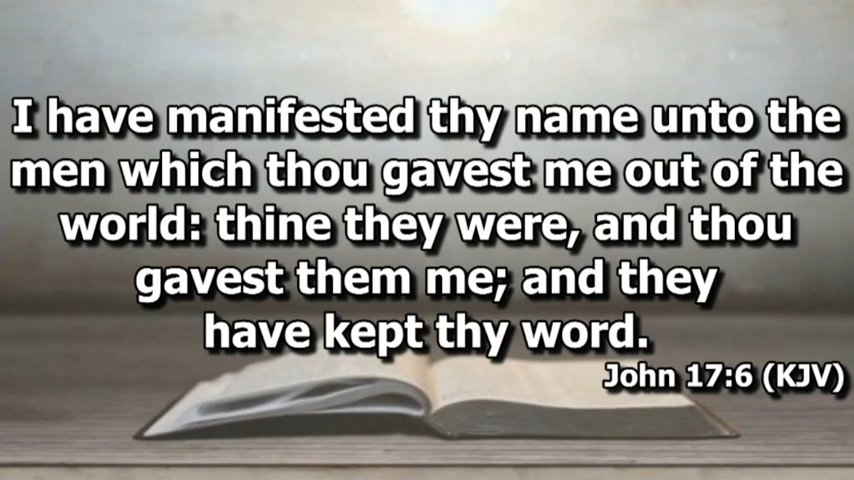 I have manifested thy name unto the
men which thou gavest me out of the
world: thine they were, and thou
gavest them me; and they
have kept thy word.
John 17:6 (KJV)